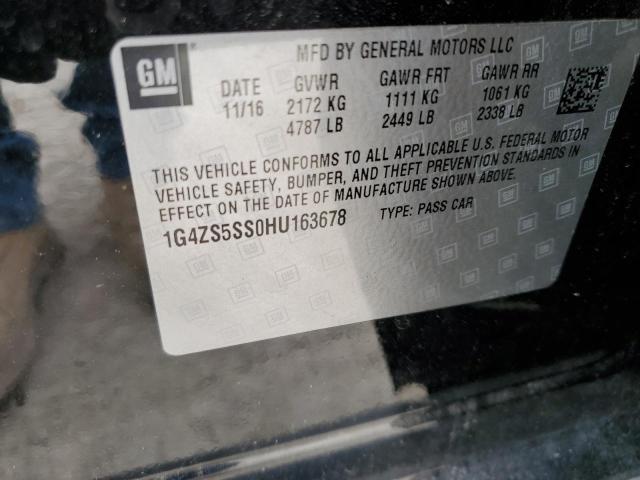 GM
MFD BY GENERAL MOTORS LLC
DATE GVWR GAWR FRT GAWR RR
11/16 2172 KG 1111 KG 1061 KG
4787 LB 2449 LB 2338 LB
THIS VEHICLE CONFORMS TO ALL APPLICABLE U.S. FEDERAL MOTOR
VEHICLE SAFETY, BUMPER, AND THEFT PREVENTION STANDARDS IN
EFFECT ON THE DATE OF MANUFACTURE SHOWN ABOVE.
1G4ZS5SS0HU163678 TYPE: PASS CAR